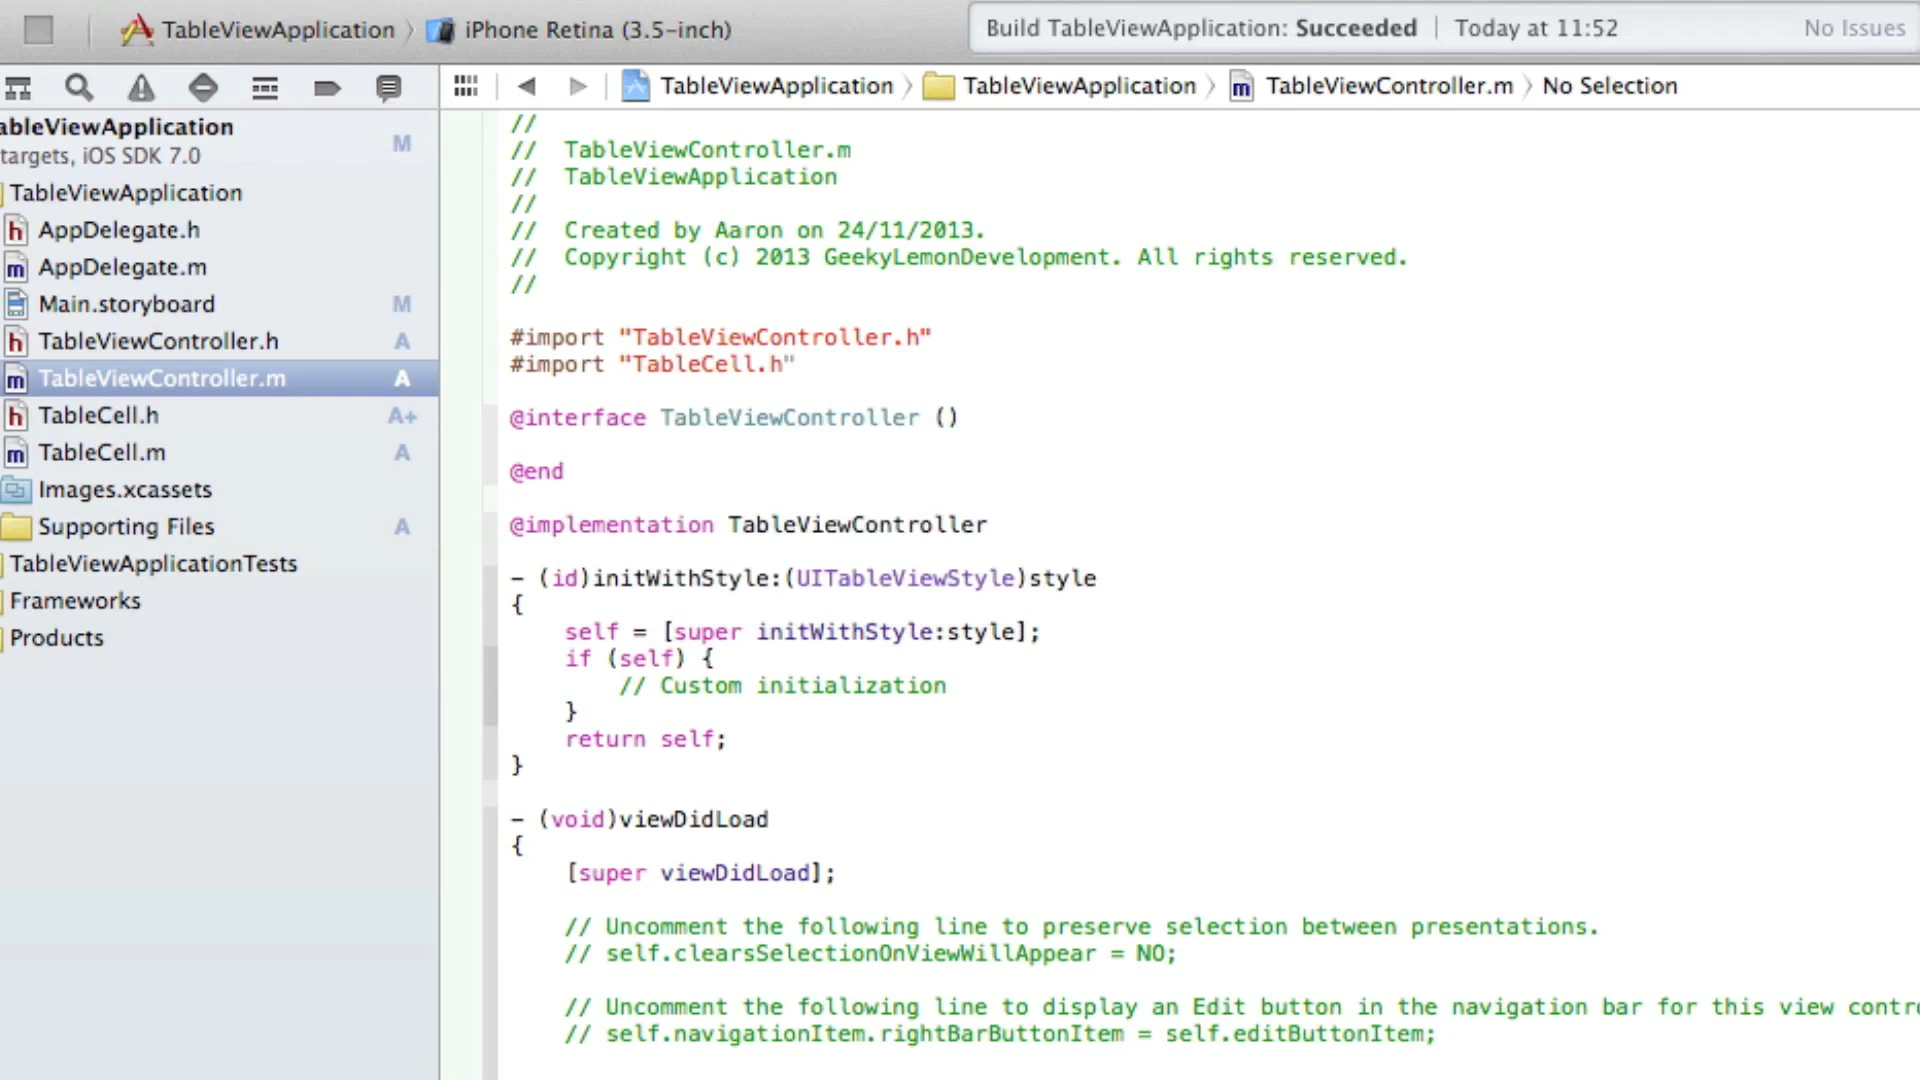 TableViewApplication 〉 iPhone Retina (3.5-inch)
Build TableViewApplication: Succeeded | Today at 11:52
No Issues
TableViewApplication 〉 TableViewApplication 〉 TableViewController.m 〉 No Selection
ableViewApplication
M
targets, iOS SDK 7.0
TableViewApplication
h AppDelegate.h
m AppDelegate.m
Main.storyboard M
h TableViewController.h A
m TableViewController.m A
h TableCell.h A+
m TableCell.m A
Images.xcassets
Supporting Files A
TableViewApplicationTests
Frameworks
Products
//
//  TableViewController.m
//  TableViewApplication
//
//  Created by Aaron on 24/11/2013.
//  Copyright (c) 2013 GeekyLemonDevelopment. All rights reserved.
//
#import "TableViewController.h"
#import "TableCell.h"
@interface TableViewController ()
@end
@implementation TableViewController
- (id)initWithStyle:(UITableViewStyle)style
{
    self = [super initWithStyle:style];
    if (self) {
        // Custom initialization
    }
    return self;
}
- (void)viewDidLoad
{
    [super viewDidLoad];
    // Uncomment the following line to preserve selection between presentations.
    // self.clearsSelectionOnViewWillAppear = NO;
    // Uncomment the following line to display an Edit button in the navigation bar for this view contr
    // self.navigationItem.rightBarButtonItem = self.editButtonItem;